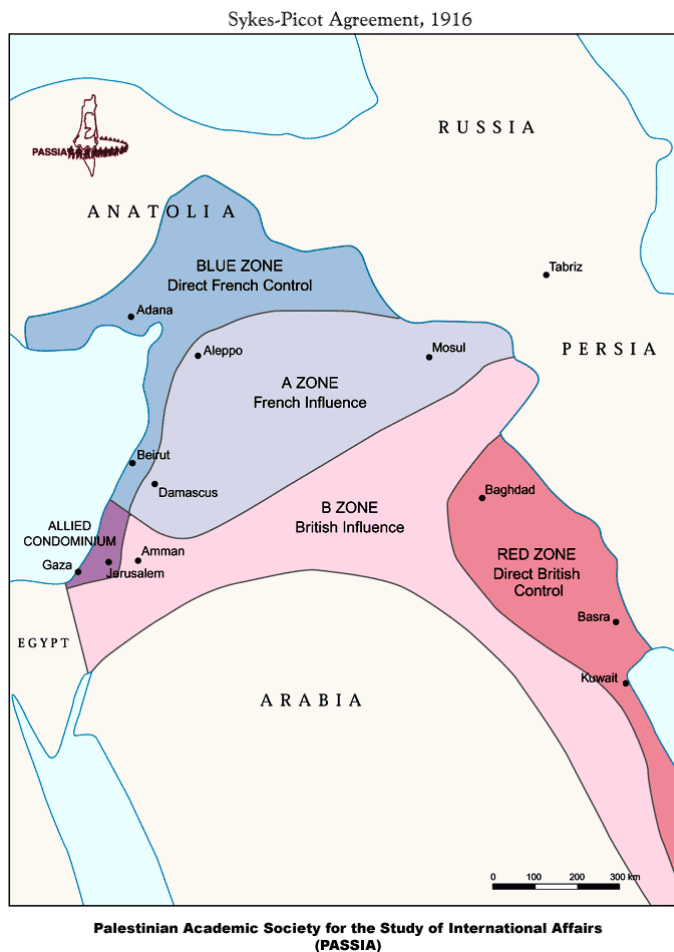 Sykes-Picot Agreement, 1916
RUSSIA
PASSIA
ANATOLIA
BLUE ZONE
Direct French Control
Tabriz
Adana
Aleppo
Mosul
PERSIA
A ZONE
French Influence
Beirut
Damascus
Baghdad
B ZONE
British Influence
ALLIED
CONDOMINIUM
Amman
Gaza
Jerusalem
RED ZONE
Direct British
Control
Basra
EGYPT
Kuwait
ARABIA
0 100 200 300 km
Palestinian Academic Society for the Study of International Affairs
(PASSIA)